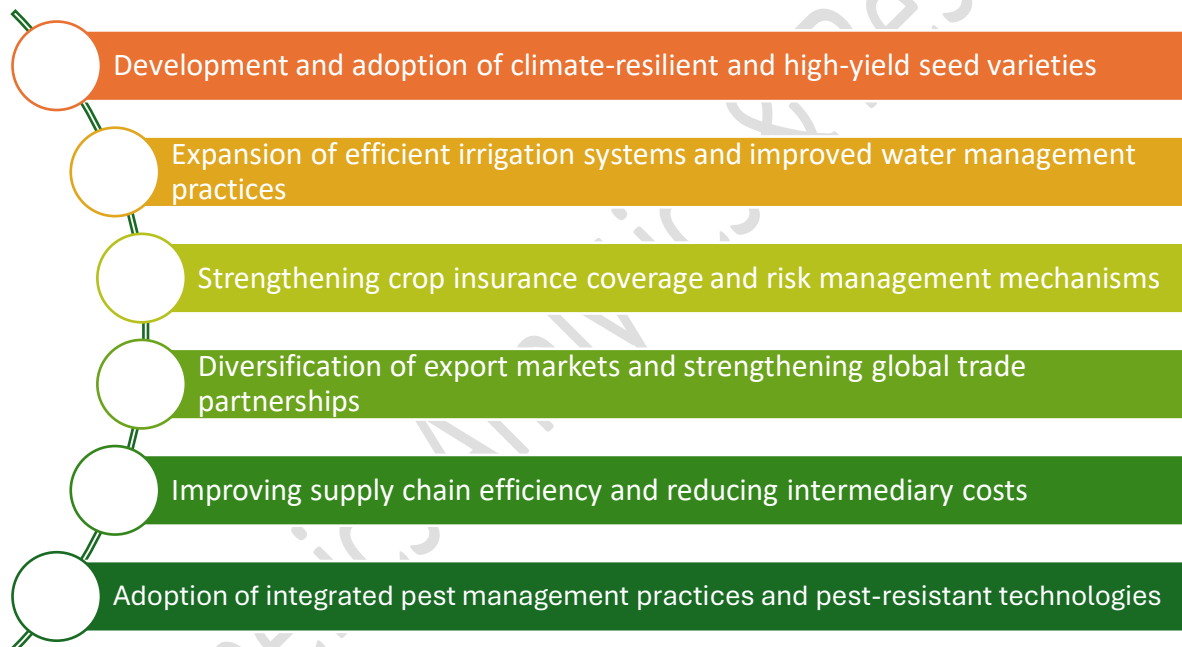 Development and adoption of climate-resilient and high-yield seed varieties
Expansion of efficient irrigation systems and improved water management
practices
Strengthening crop insurance coverage and risk management mechanisms
Diversification of export markets and strengthening global trade
partnerships
Improving supply chain efficiency and reducing intermediary costs
Adoption of integrated pest management practices and pest-resistant technologies